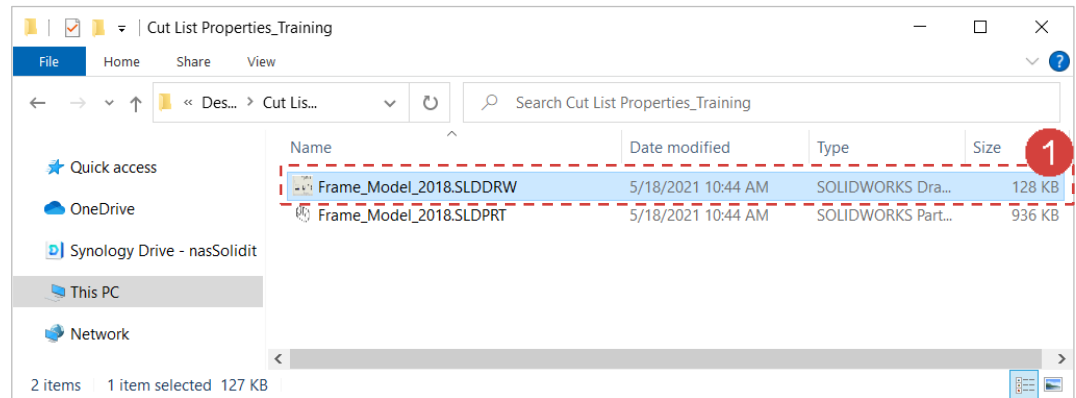 Cut List Properties_Training
File Home Share View ?
« Des... > Cut Lis... Search Cut List Properties_Training
Name Date modified Type Size
1
Quick access
Frame_Model_2018.SLDDRW 5/18/2021 10:44 AM SOLIDWORKS Dra... 128 KB
OneDrive
Frame_Model_2018.SLDPRT 5/18/2021 10:44 AM SOLIDWORKS Part... 936 KB
Synology Drive - nasSolidit
This PC
Network
2 items 1 item selected 127 KB